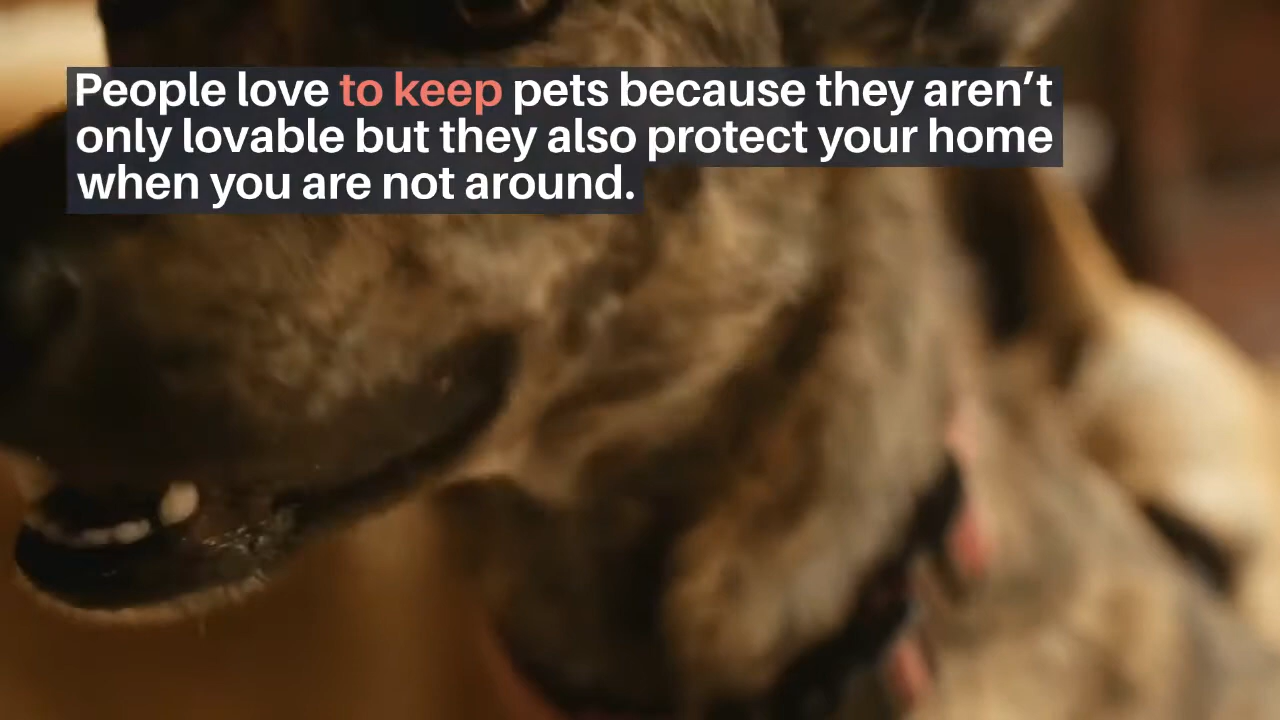 People love to keep pets because they aren’t
only lovable but they also protect your home
when you are not around.